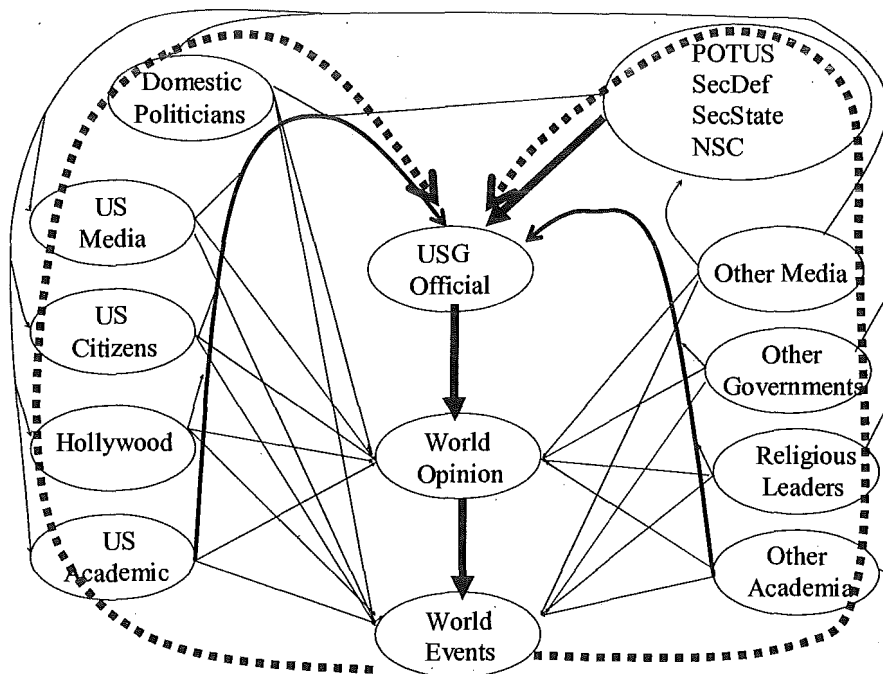 Domestic
Politicians
POTUS
SecDef
SecState
NSC
US
Media
USG
Official
Other Media
US
Citizens
Other
Governments
Hollywood
World
Opinion
Religious
Leaders
US
Academic
Other
Academia
World
Events